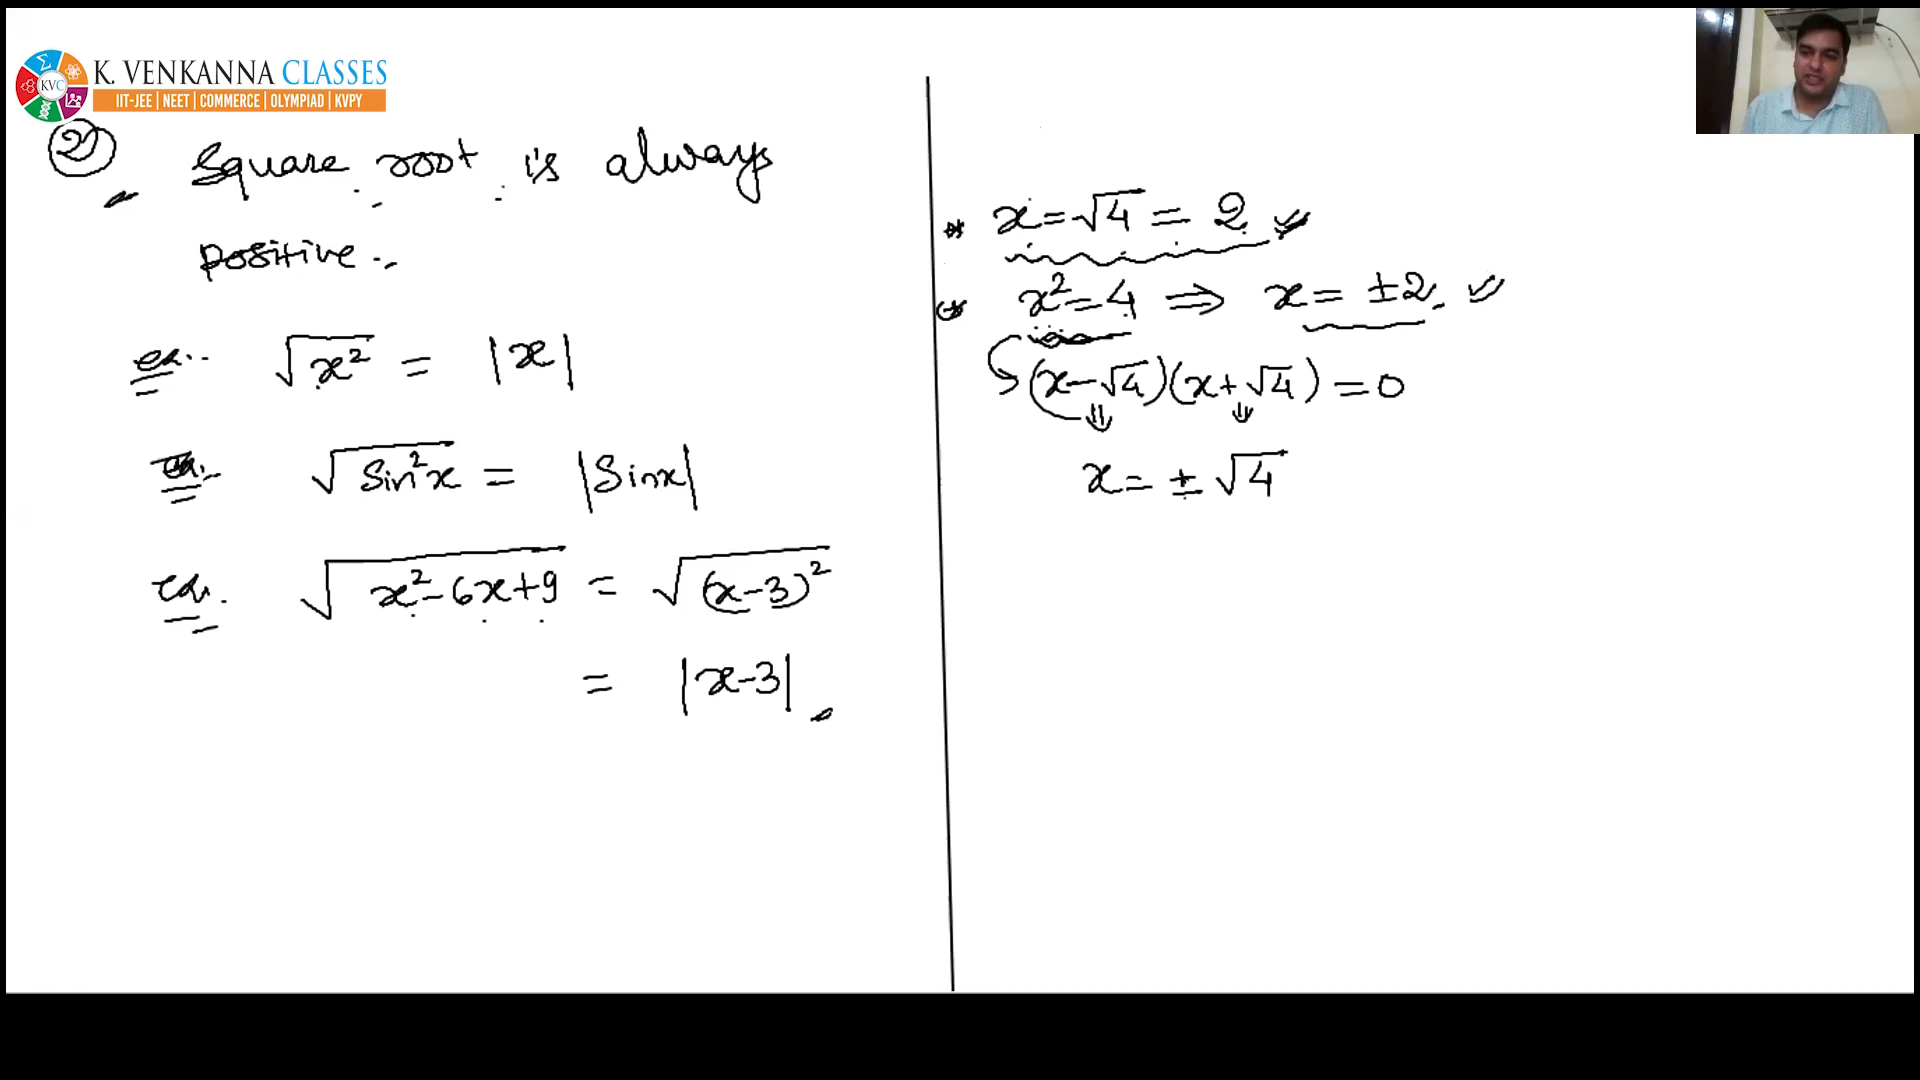 K. VENKANNA CLASSES
IIT-JEE | NEET | COMMERCE | OLYMPIAD | KVPY
KVC
2) Square root is always
positive.
ex. √x² = |x|
ex. √Sin²x = |Sinx|
ex. √x²-6x+9 = √(x-3)²
= |x-3|
* x=√4 = 2
* x²=4 ⇒ x= ±2
(x-√4)(x+√4) = 0
x= ±√4